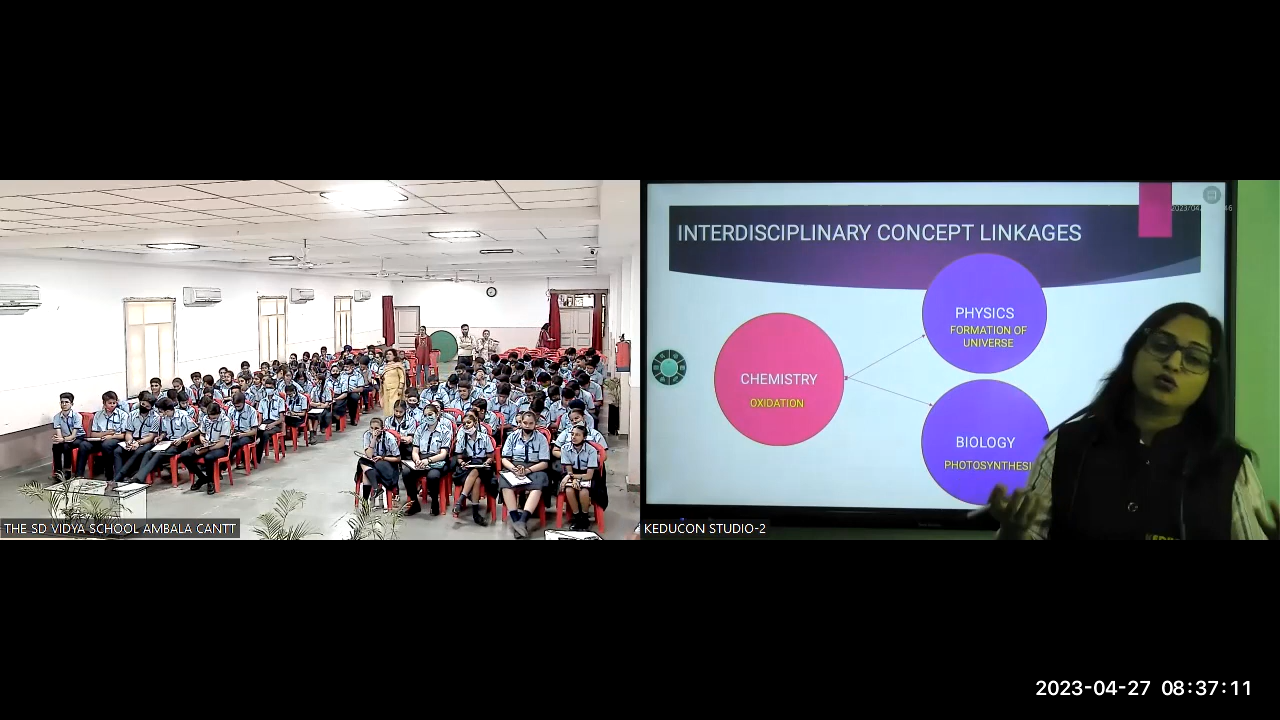 INTERDISCIPLINARY CONCEPT LINKAGES
PHYSICS
FORMATION OF
UNIVERSE
CHEMISTRY
OXIDATION
BIOLOGY
PHOTOSYNTHESI
THE SD VIDYA SCHOOL AMBALA CANTT
KEDUCON STUDIO-2
2023-04-27 08:37:11